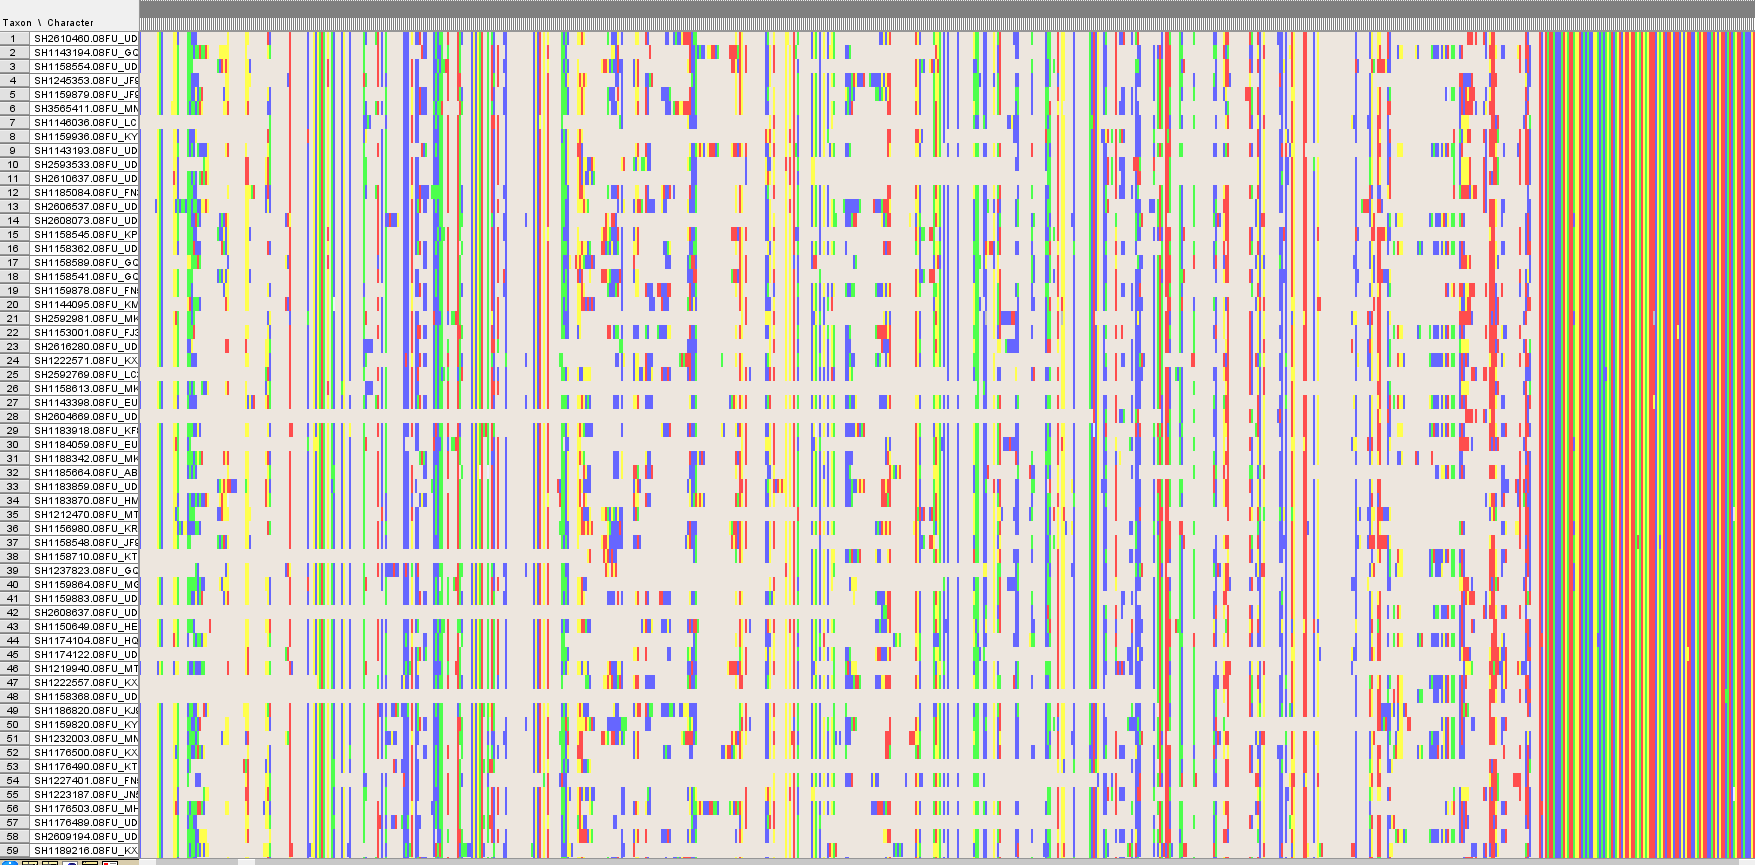 Taxon \ Character
1 SH2610460.08FU_UD
2 SH1143194.08FU_GQ
3 SH1158554.08FU_UD
4 SH1245353.08FU_JF9
5 SH1159879.08FU_JF9
6 SH3565411.08FU_MN
7 SH1146036.08FU_LC
8 SH1159936.08FU_KY
9 SH1143193.08FU_UD
10 SH2593533.08FU_UD
11 SH2610637.08FU_UD
12 SH1185084.08FU_FN
13 SH2606537.08FU_UD
14 SH2608073.08FU_UD
15 SH1158545.08FU_KP
16 SH1158362.08FU_UD
17 SH1158589.08FU_GQ
18 SH1158541.08FU_GQ
19 SH1159878.08FU_FN
20 SH1144095.08FU_KM
21 SH2592981.08FU_MK
22 SH1153001.08FU_FJ3
23 SH2616280.08FU_UD
24 SH1222571.08FU_KX
25 SH2592769.08FU_LC
26 SH1158613.08FU_MK
27 SH1143398.08FU_EU
28 SH2604669.08FU_UD
29 SH1183918.08FU_KF
30 SH1184059.08FU_EU
31 SH1188342.08FU_MK
32 SH1185664.08FU_AB
33 SH1183859.08FU_UD
34 SH1183870.08FU_HM
35 SH1212470.08FU_MT
36 SH1156980.08FU_KR
37 SH1158548.08FU_JF9
38 SH1158710.08FU_KT
39 SH1237823.08FU_GQ
40 SH1159864.08FU_MG
41 SH1159883.08FU_UD
42 SH2608637.08FU_UD
43 SH1150649.08FU_HE
44 SH1174104.08FU_HQ
45 SH1174122.08FU_UD
46 SH1219940.08FU_MT
47 SH1222557.08FU_KX
48 SH1158368.08FU_UD
49 SH1186820.08FU_KJ
50 SH1159820.08FU_KY
51 SH1232003.08FU_MN
52 SH1176500.08FU_KX
53 SH1176490.08FU_KT
54 SH1227401.08FU_FN
55 SH1223187.08FU_JN
56 SH1176503.08FU_MH
57 SH1176489.08FU_UD
58 SH2609194.08FU_UD
59 SH1189216.08FU_KX